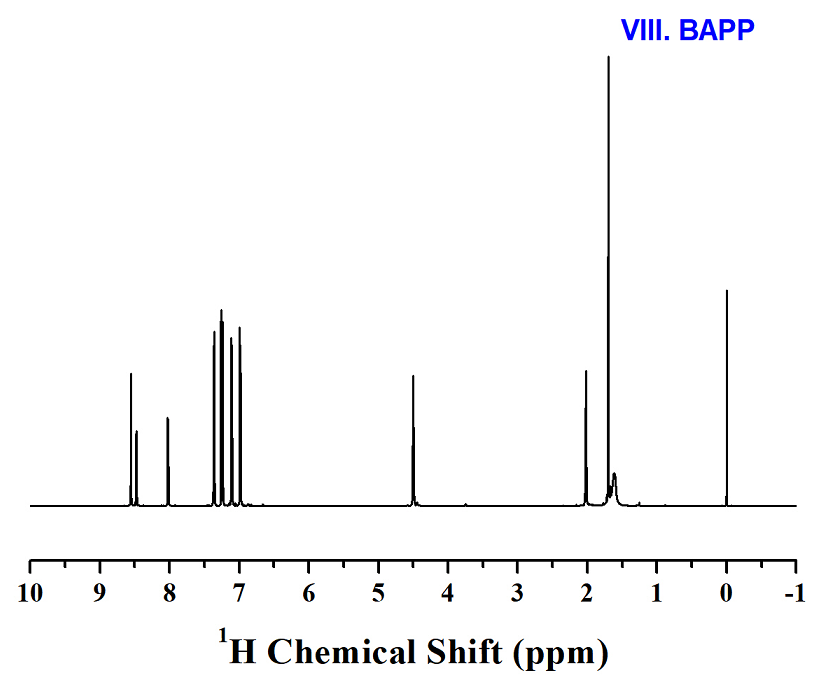 VIII. BAPP
10 9 8 7 6 5 4 3 2 1 0 -1
¹H Chemical Shift (ppm)